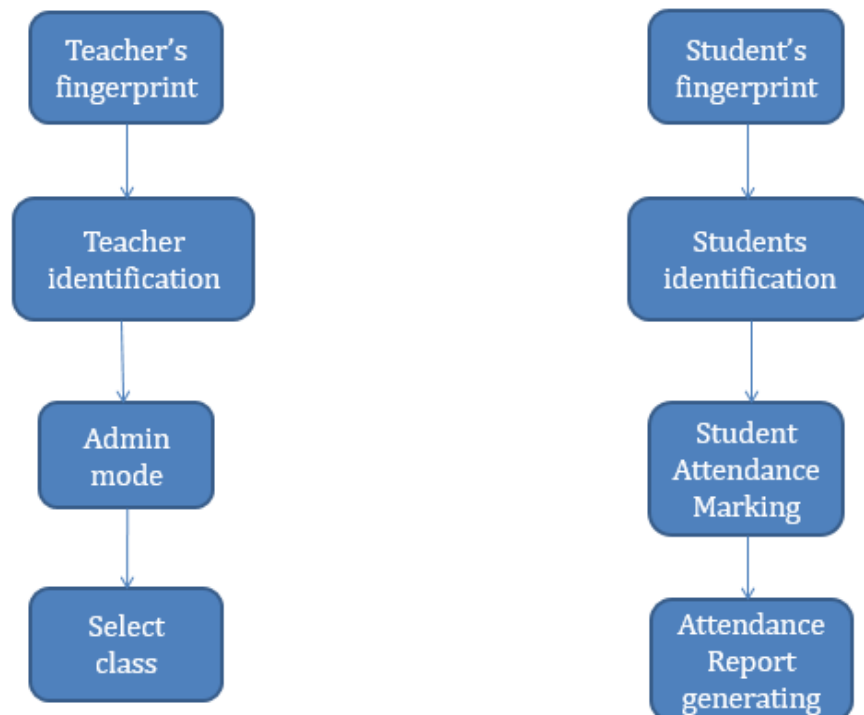 Teacher's
fingerprint
Teacher
identification
Admin
mode
Select
class
Student's
fingerprint
Students
identification
Student
Attendance
Marking
Attendance
Report
generating